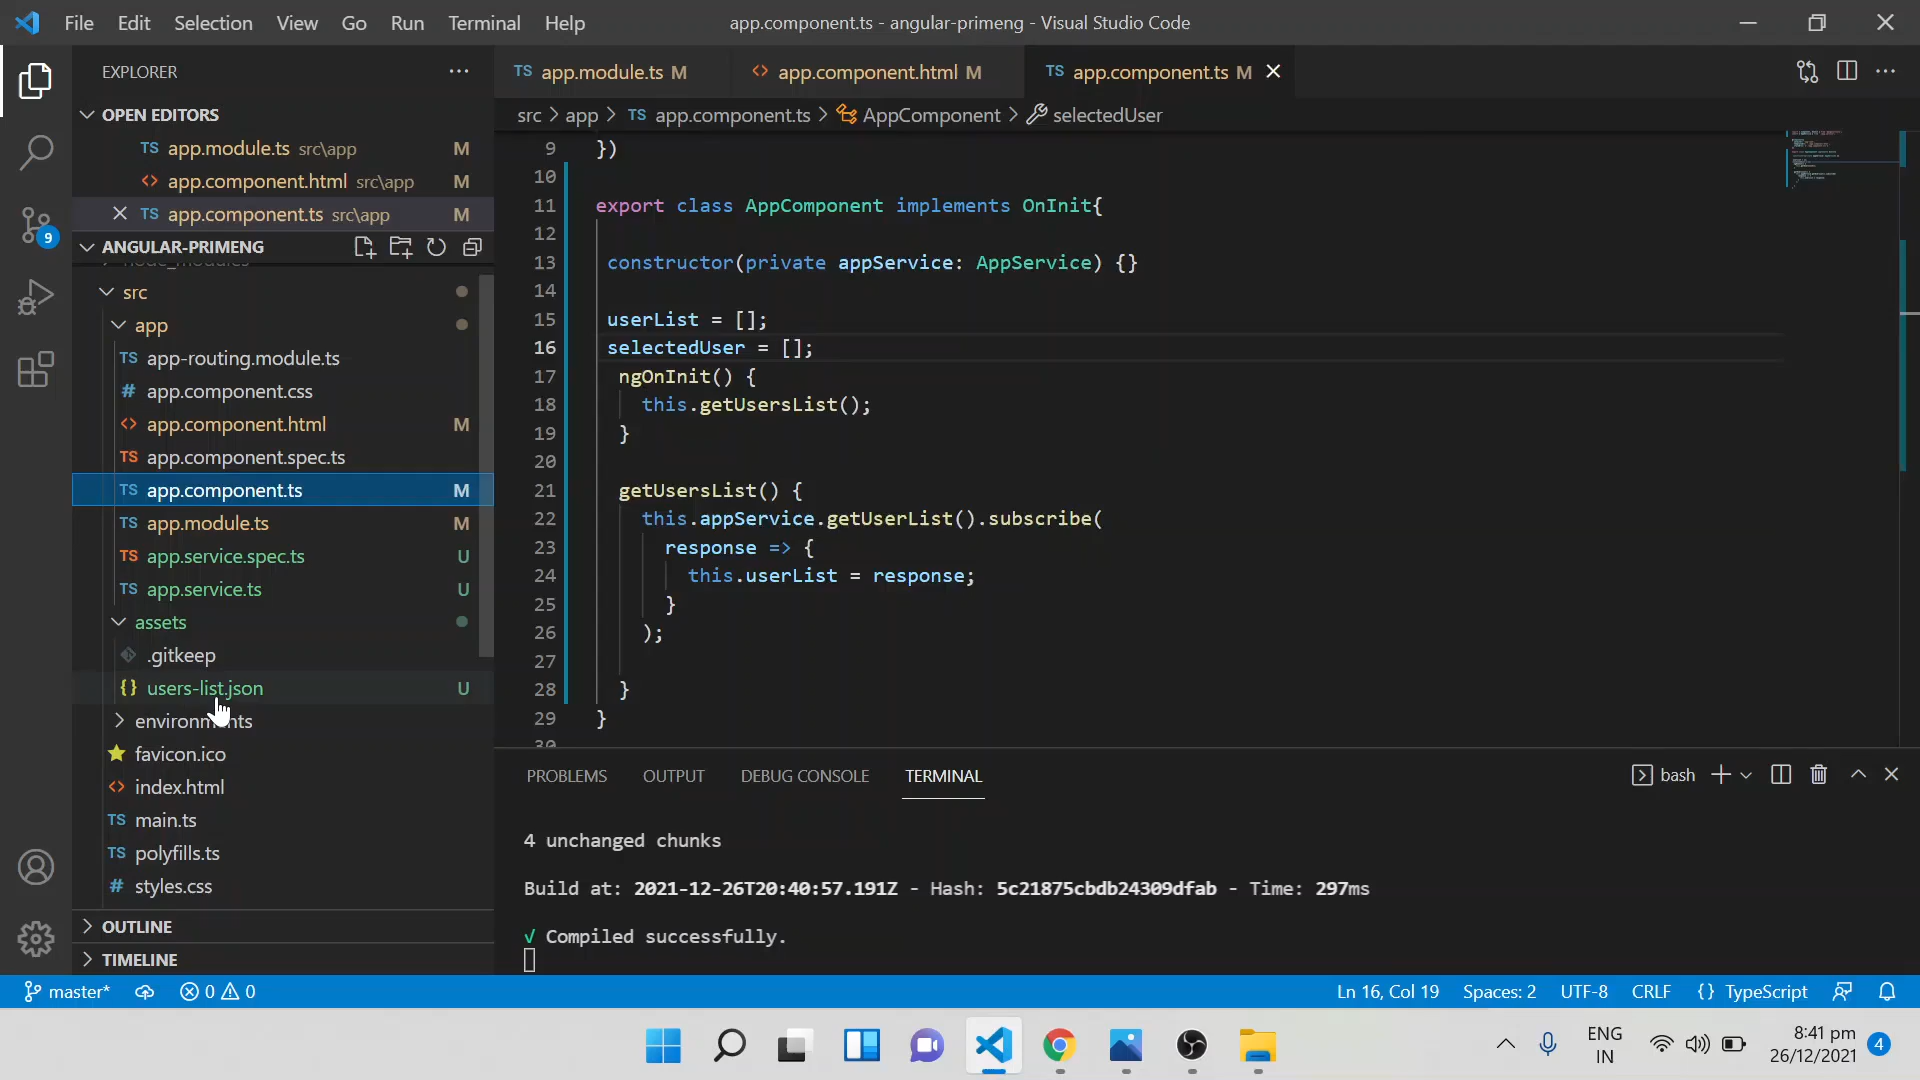 File Edit Selection View Go Run Terminal Help
app.component.ts - angular-primeng - Visual Studio Code
EXPLORER
OPEN EDITORS
TS app.module.ts src\app M
<> app.component.html src\app M
TS app.component.ts src\app M
ANGULAR-PRIMENG
node_modules
src
app
TS app-routing.module.ts
# app.component.css
<> app.component.html M
TS app.component.spec.ts
TS app.component.ts M
TS app.module.ts M
TS app.service.spec.ts U
TS app.service.ts U
assets
.gitkeep
{} users-list.json U
environments
favicon.ico
<> index.html
TS main.ts
TS polyfills.ts
# styles.css
OUTLINE
TIMELINE
9
TS app.module.ts M
<> app.component.html M
TS app.component.ts M
src > app > TS app.component.ts > AppComponent > selectedUser
9 })
10
11 export class AppComponent implements OnInit{
12
13 constructor(private appService: AppService) {}
14
15 userList = [];
16 selectedUser = [];
17 ngOnInit() {
18 this.getUsersList();
19 }
20
21 getUsersList() {
22 this.appService.getUserList().subscribe(
23 response => {
24 this.userList = response;
25 }
26 );
27
28 }
29 }
30
PROBLEMS OUTPUT DEBUG CONSOLE TERMINAL
bash
4 unchanged chunks
Build at: 2021-12-26T20:40:57.191Z - Hash: 5c21875cbdb24309dfab - Time: 297ms
√ Compiled successfully.
master* 0 0
Ln 16, Col 19 Spaces: 2 UTF-8 CRLF {} TypeScript
ENG
IN
8:41 pm
26/12/2021
4